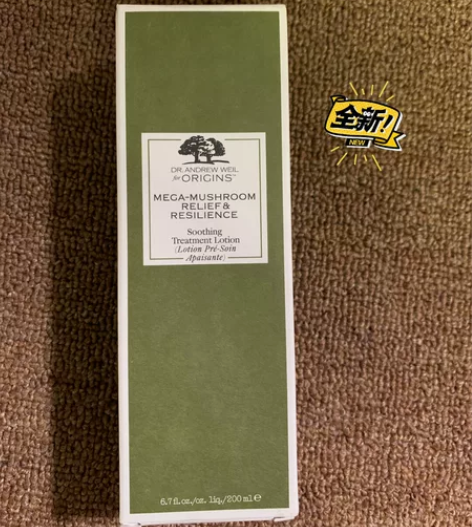 DR. ANDREW WEIL
for ORIGINS™
MEGA-MUSHROOM
RELIEF &
RESILIENCE
Soothing
Treatment Lotion
(Lotion Pré-Soin
Apaisante)
6.7 fl. oz./oz. liq./200 ml ℮
全新!
NEW